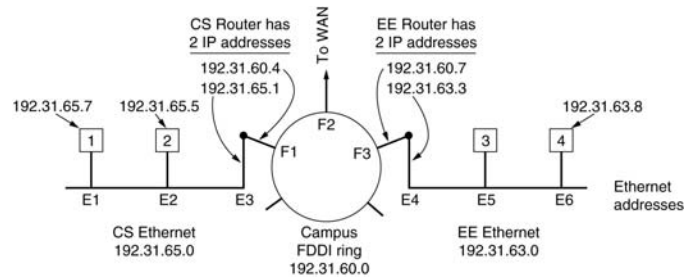 CS Router has
2 IP addresses
192.31.60.4
192.31.65.1
To WAN
EE Router has
2 IP addresses
192.31.60.7
192.31.63.3
192.31.65.7
192.31.65.5
192.31.63.8
1
2
F1
F2
F3
3
4
E1
E2
E3
E4
E5
E6
Ethernet
addresses
CS Ethernet
192.31.65.0
Campus
FDDI ring
192.31.60.0
EE Ethernet
192.31.63.0